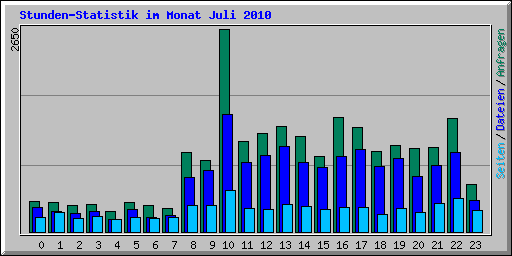 Stunden-Statistik im Monat Juli 2010
2650
Seiten / Dateien / Anfragen
0 1 2 3 4 5 6 7 8 9 10 11 12 13 14 15 16 17 18 19 20 21 22 23